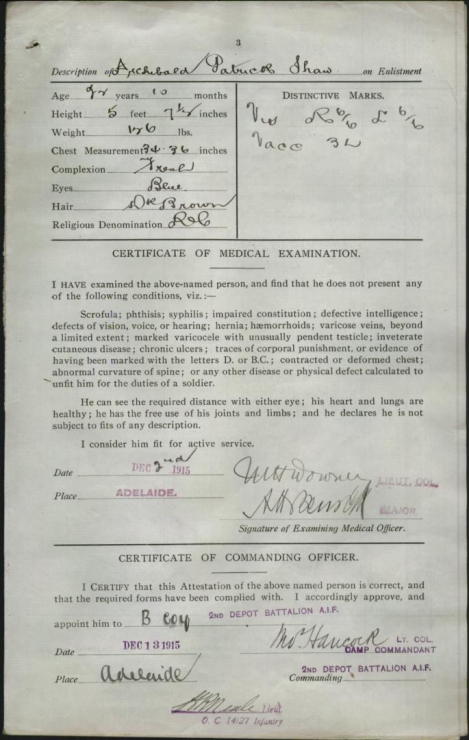 3
Description of Archibald Patrick Shaw on Enlistment
Age years 10 months
Height 5 feet 7½ inches
Weight 126 lbs.
Chest Measurement 34-36 inches
Complexion Fresh
Eyes Blue
Hair Dk Brown
Religious Denomination R C
DISTINCTIVE MARKS.
Vis R 6/6 L 6/6
Vacc 3 L
CERTIFICATE OF MEDICAL EXAMINATION.
I HAVE examined the above-named person, and find that he does not present any
of the following conditions, viz.:—
Scrofula; phthisis; syphilis; impaired constitution; defective intelligence;
defects of vision, voice, or hearing; hernia; hæmorrhoids; varicose veins, beyond
a limited extent; marked varicocele with unusually pendent testicle; inveterate
cutaneous disease; chronic ulcers; traces of corporal punishment, or evidence of
having been marked with the letters D. or B.C.; contracted or deformed chest;
abnormal curvature of spine; or any other disease or physical defect calculated to
unfit him for the duties of a soldier.
He can see the required distance with either eye; his heart and lungs are
healthy; he has the free use of his joints and limbs; and he declares he is not
subject to fits of any description.
I consider him fit for active service.
Date DEC 2nd 1915
Place ADELAIDE.
Downey LIEUT. COL.
MAJOR
Signature of Examining Medical Officer.
CERTIFICATE OF COMMANDING OFFICER.
I CERTIFY that this Attestation of the above named person is correct, and
that the required forms have been complied with. I accordingly approve, and
appoint him to B Coy 2ND DEPOT BATTALION A.I.F.
Date DEC 13 1915
Hancock LT. COL.
CAMP COMMANDANT
Place Adelaide
2ND DEPOT BATTALION A.I.F.
Commanding
Lieut
O. C 14/27 Infantry